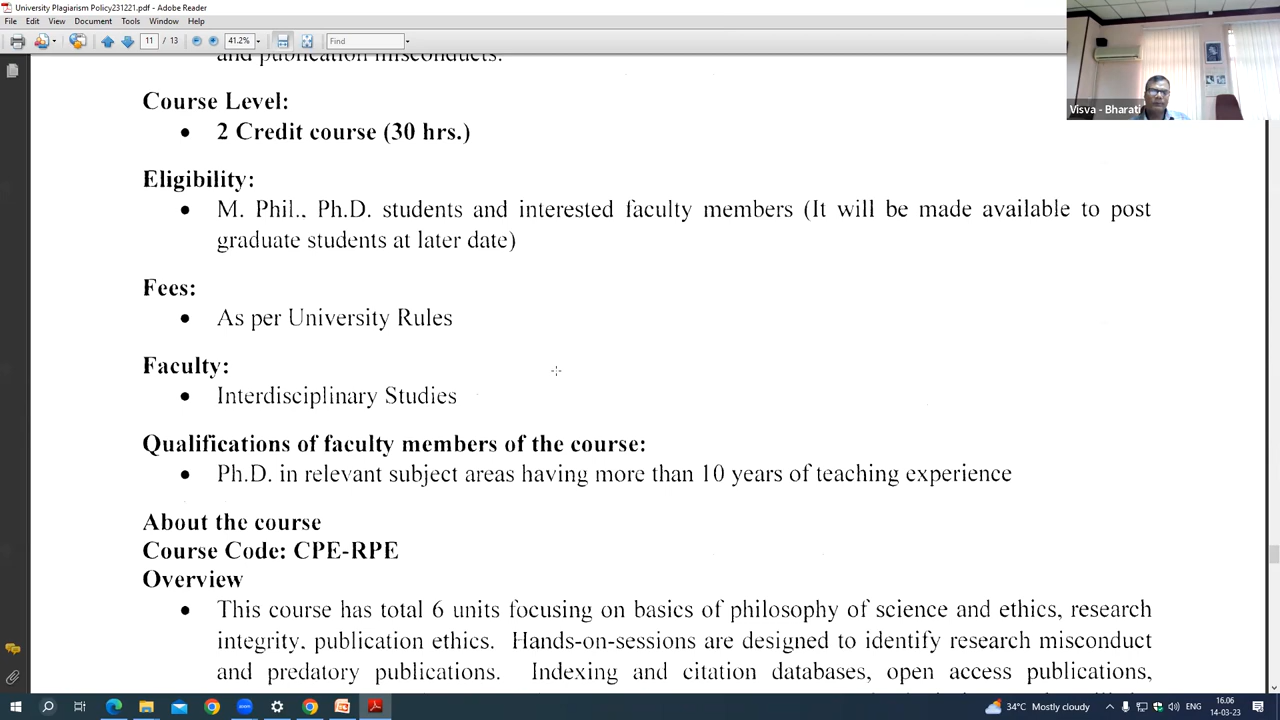 University Plagiarism Policy231221.pdf - Adobe Reader
File Edit View Document Tools Window Help
11 / 13 41.2% Find
and publication misconducts.
Course Level:
• 2 Credit course (30 hrs.)
Eligibility:
• M. Phil., Ph.D. students and interested faculty members (It will be made available to post
graduate students at later date)
Fees:
• As per University Rules
Faculty:
• Interdisciplinary Studies
Qualifications of faculty members of the course:
• Ph.D. in relevant subject areas having more than 10 years of teaching experience
About the course
Course Code: CPE-RPE
Overview
• This course has total 6 units focusing on basics of philosophy of science and ethics, research
integrity, publication ethics. Hands-on-sessions are designed to identify research misconduct
and predatory publications. Indexing and citation databases, open access publications,
Visva - Bharati
34°C Mostly cloudy
16.06
14-03-23